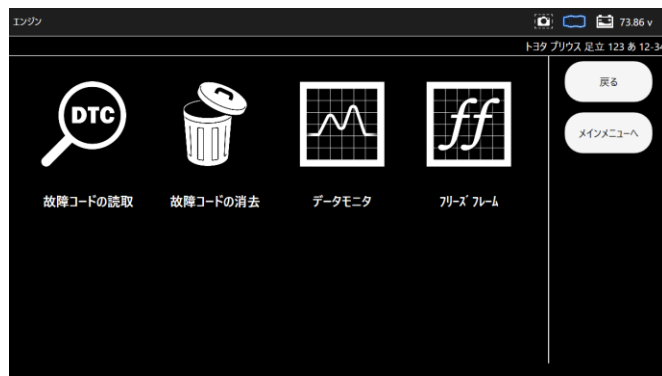 エンジン
73.86 v
トヨタ プリウス 足立 123 あ 12-34
戻る
メインメニューへ
DTC
ff
故障コードの読取
故障コードの消去
データモニタ
ﾌﾘｰｽﾞ ﾌﾚｰﾑ